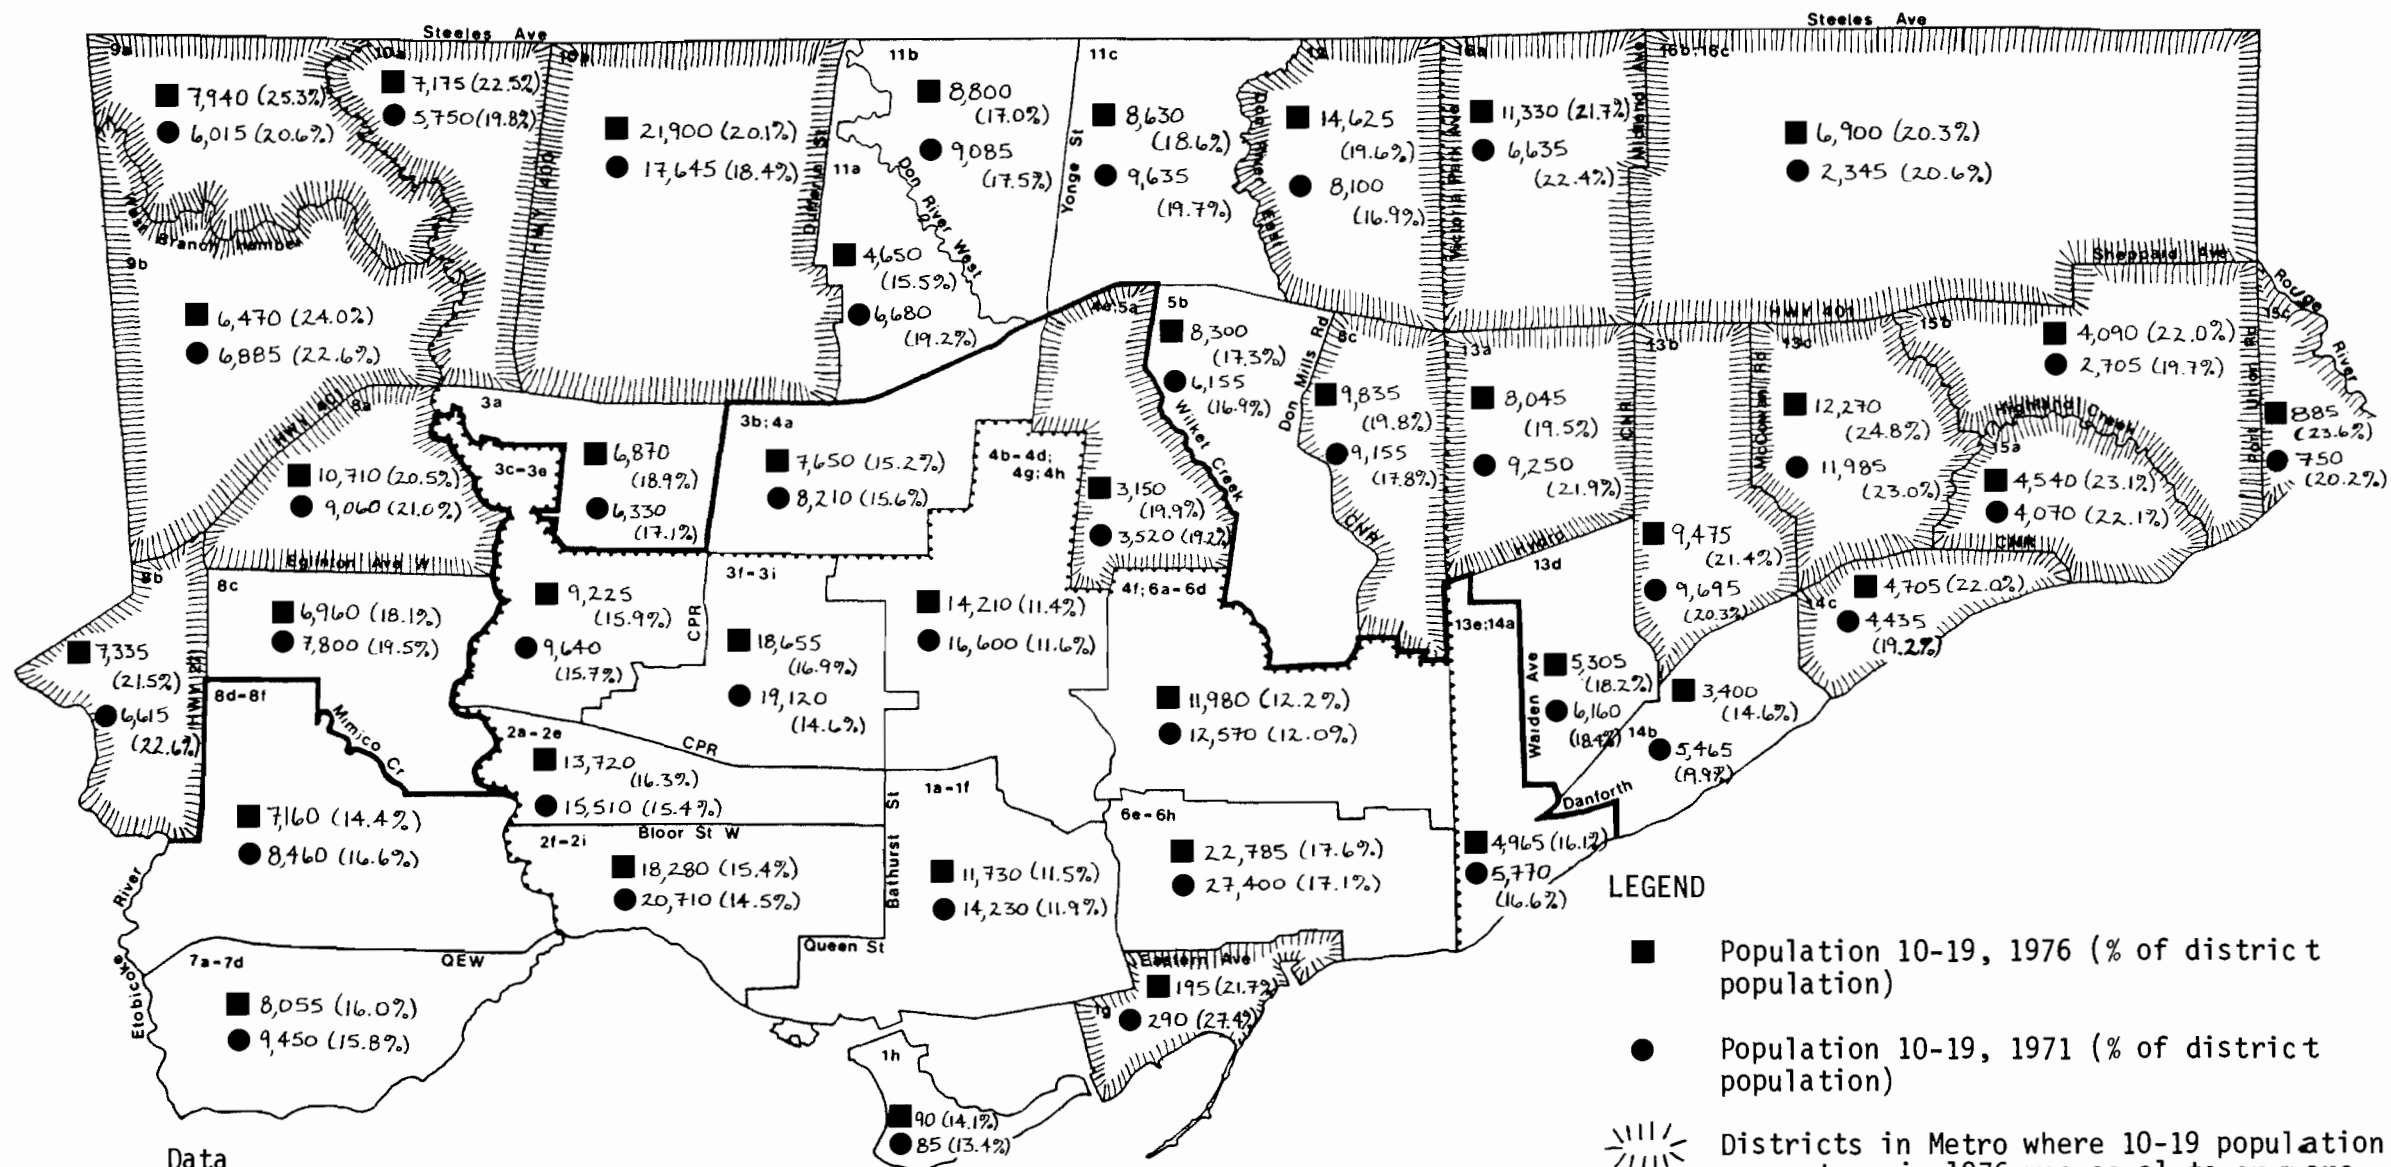 Steeles Ave
Steeles Ave
9a
7,940 (25.3%)
6,015 (20.6%)
10a
7,175 (22.5%)
5,750 (19.8%)
HWY 400
21,900 (20.1%)
17,645 (18.4%)
Dufferin St
11b
8,800
(17.0%)
9,085
(17.5%)
11a
Don River West
4,650
(15.5%)
6,680
(19.2%)
11c
Yonge St
8,630
(18.6%)
9,635
(19.7%)
12
East
14,625
(19.6%)
8,100
(16.9%)
Victoria Park Ave
16a
11,330 (21.7%)
6,635
(22.4%)
Midland Ave
16b-16c
6,900 (20.3%)
2,345 (20.6%)
Sheppard Ave
HWY 401
West Branch Humber
9b
6,470 (24.0%)
6,885 (22.6%)
HWY 401
8a
10,710 (20.5%)
9,060 (21.0%)
Eglinton Ave W
3a
3c-3e
6,870
(18.9%)
6,330
(17.1%)
3b; 4a
7,650 (15.2%)
8,210 (15.6%)
4b-4d;
4g; 4h
4e; 5a
3,150
(19.9%)
3,520 (19.2%)
5b
8,300
(17.3%)
6,155
(16.9%)
Wilket Creek
Don Mills Rd
CNR
9,835
(19.8%)
9,155
(17.8%)
13a
8,045
(19.5%)
9,250
(21.9%)
CNR
Hydro
13b
McCowan Rd
9,475
(21.4%)
9,695
(20.3%)
13c
12,270
(24.8%)
11,985
(23.0%)
15b
4,090 (22.0%)
2,705 (19.7%)
Highland Creek
15a
4,540 (23.1%)
4,070 (22.1%)
CNR
Port Union Rd
Rouge River
15c
885
(23.6%)
750
(20.2%)
8b
7,335
(21.5%)
6,615
(22.6%)
HWY 27
8c
6,960 (18.1%)
7,800 (19.5%)
8d-8f
Mimico Cr
7,160 (14.4%)
8,460 (16.6%)
9,225
(15.9%)
9,640
(15.7%)
CPR
3f-3i
18,655
(16.9%)
19,120
(14.6%)
14,210 (11.4%)
16,600 (11.6%)
4f; 6a-6d
11,980 (12.2%)
12,570 (12.0%)
13e; 14a
13d
Warden Ave
5,305
(18.2%)
6,160
(18.4%)
14b
3,400
(14.6%)
5,465
(19.9%)
14c
4,705 (22.0%)
4,435
(19.2%)
Danforth
4,965 (16.1%)
5,770
(16.6%)
2a-2e
CPR
13,720
(16.3%)
15,510 (15.4%)
Bloor St W
2f-2i
18,280 (15.4%)
20,710 (14.5%)
Bathurst St
Queen St
1a-1f
11,730 (11.5%)
14,230 (11.9%)
6e-6h
22,785 (17.6%)
27,400 (17.1%)
Eastern Ave
1g
195 (21.7%)
290 (27.4%)
1h
90 (14.1%)
85 (13.4%)
Etobicoke River
QEW
7a-7d
8,055 (16.0%)
9,450 (15.8%)
Data
LEGEND
Population 10-19, 1976 (% of district
population)
Population 10-19, 1971 (% of district
population)
Districts in Metro where 10-19 population